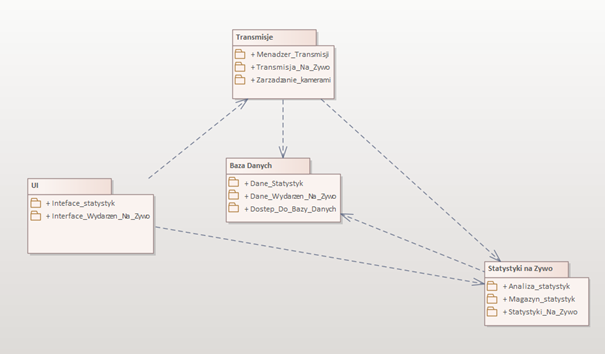 Transmisje
+ Menadzer_Transmisji
+ Transmisja_Na_Zywo
+ Zarzadzanie_kamerami
Baza Danych
+ Dane_Statystyk
+ Dane_Wydarzen_Na_Zywo
+ Dostep_Do_Bazy_Danych
UI
+ Inteface_statystyk
+ Interface_Wydarzen_Na_Zywo
Statystyki na Zywo
+ Analiza_statystyk
+ Magazyn_statystyk
+ Statystyki_Na_Zywo